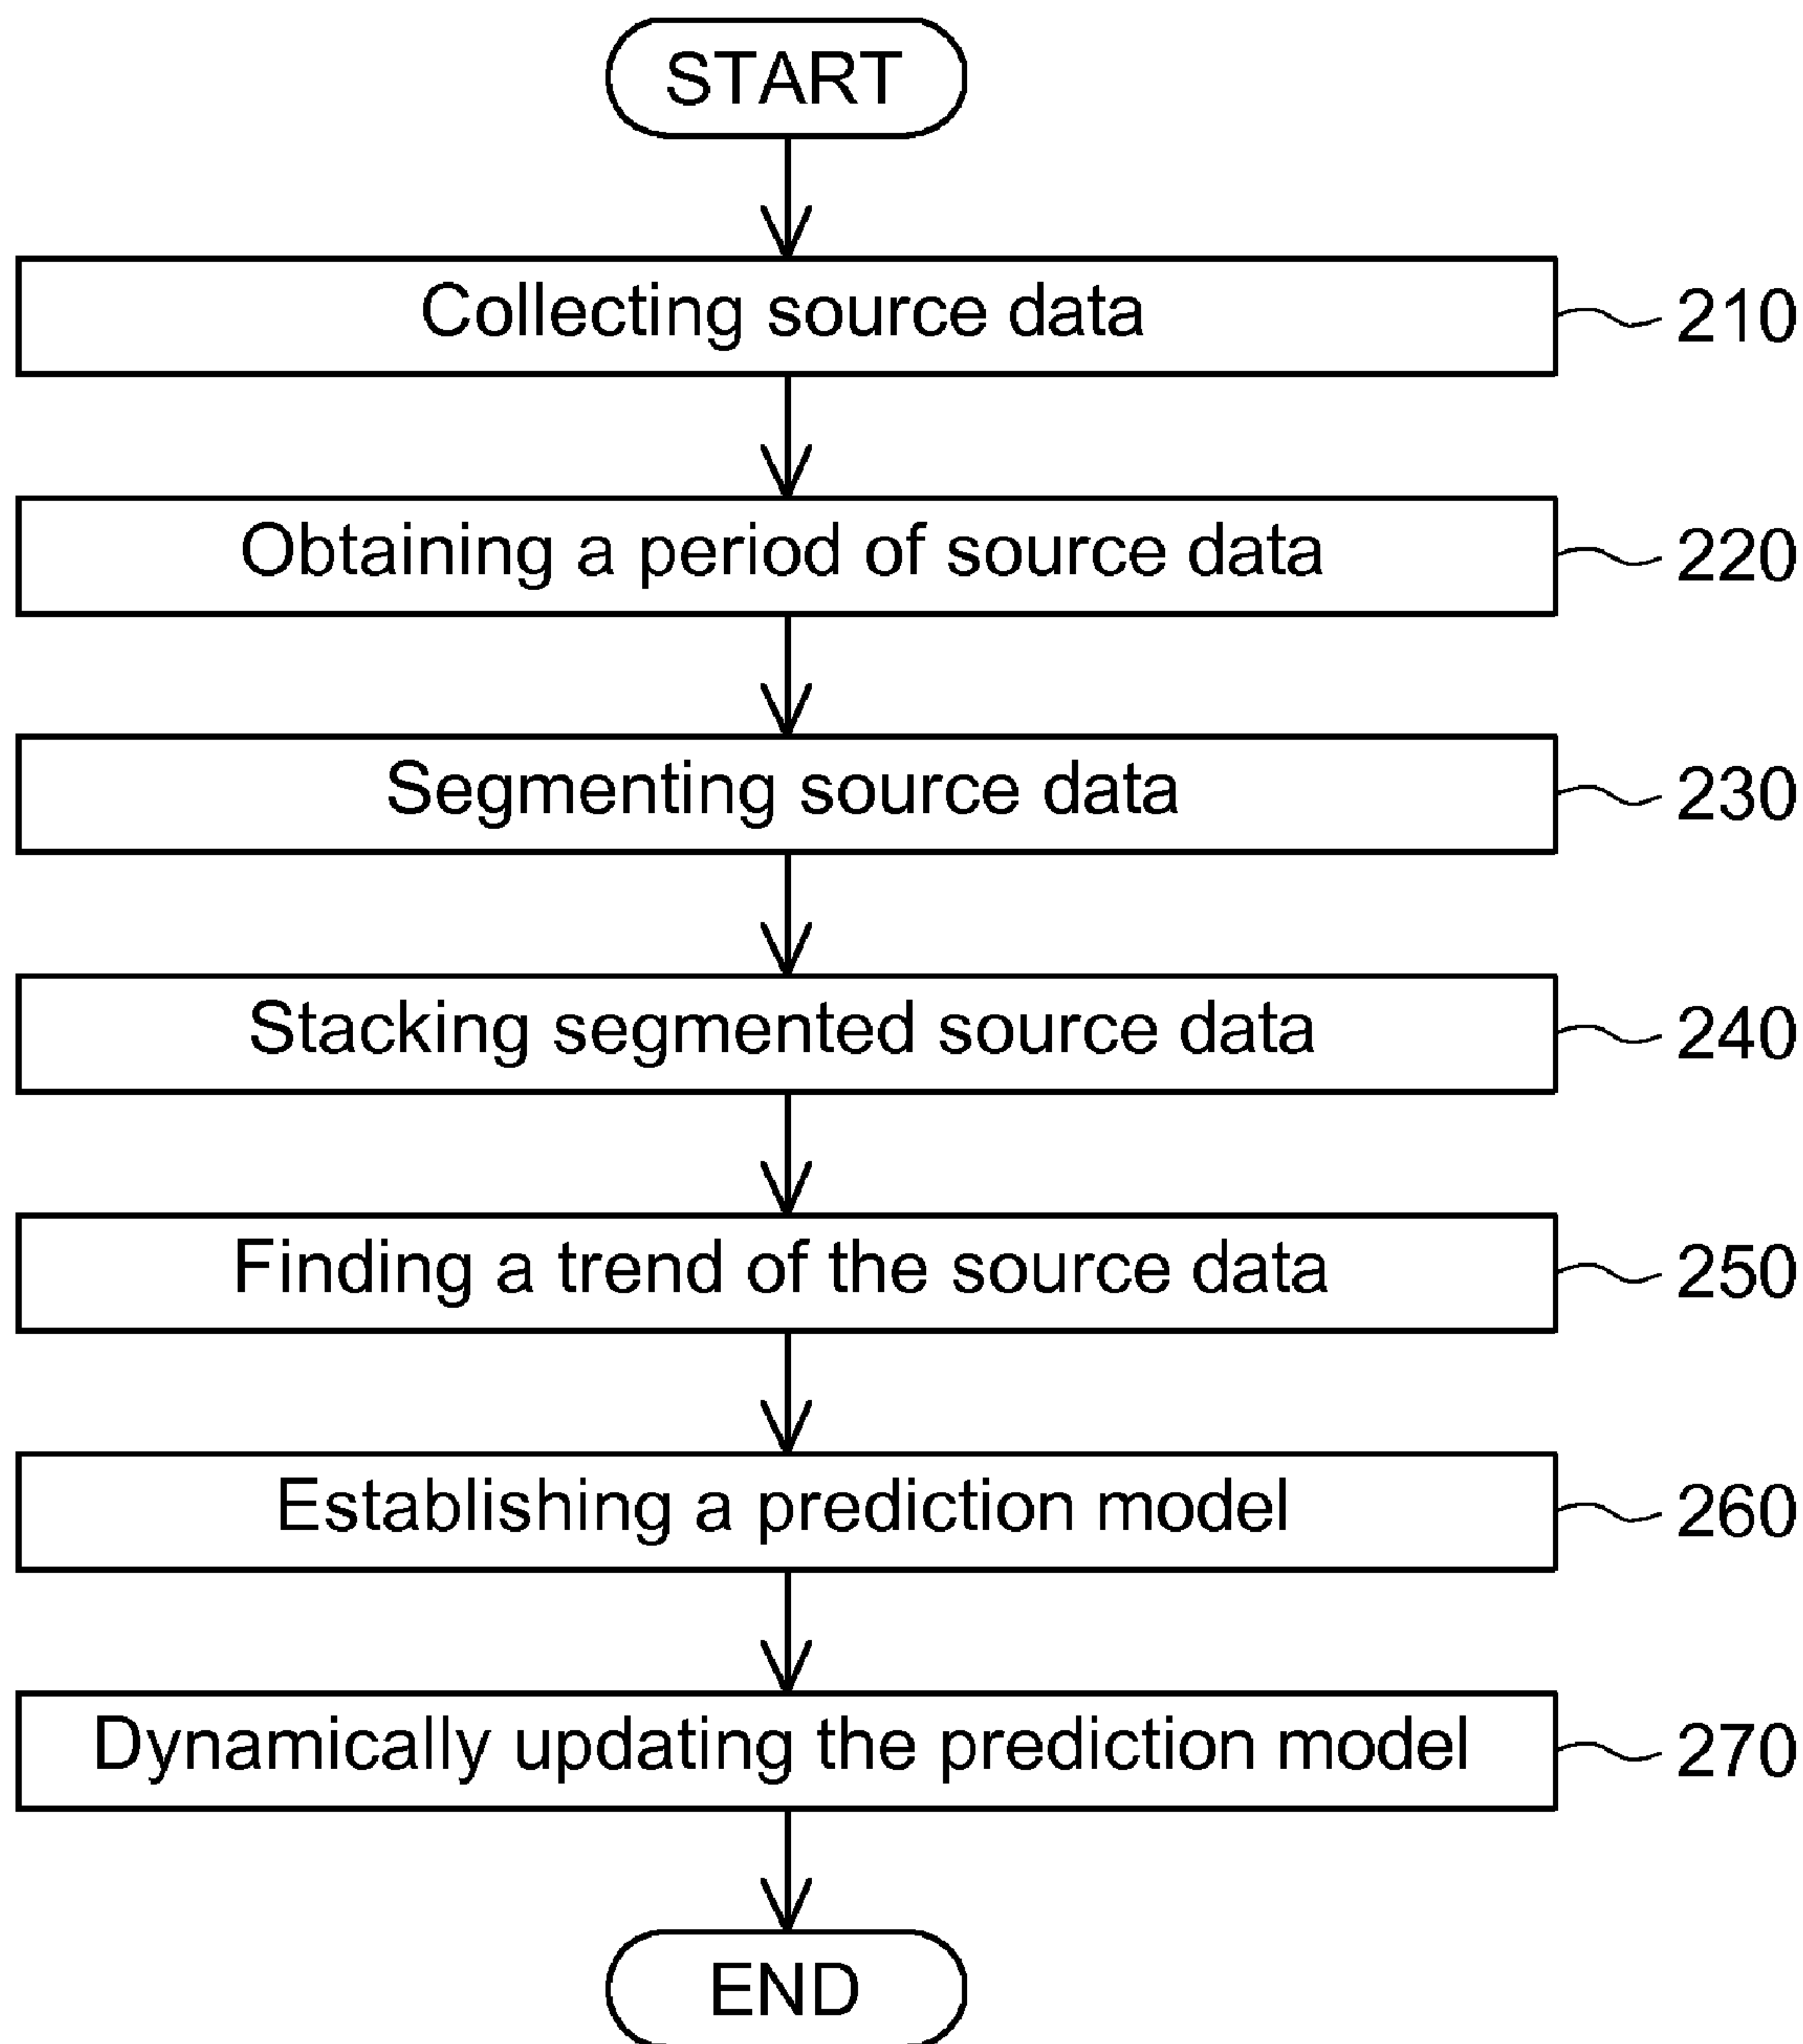 START
Collecting source data
210
Obtaining a period of source data
220
Segmenting source data
230
Stacking segmented source data
240
Finding a trend of the source data
250
Establishing a prediction model
260
Dynamically updating the prediction model
270
END